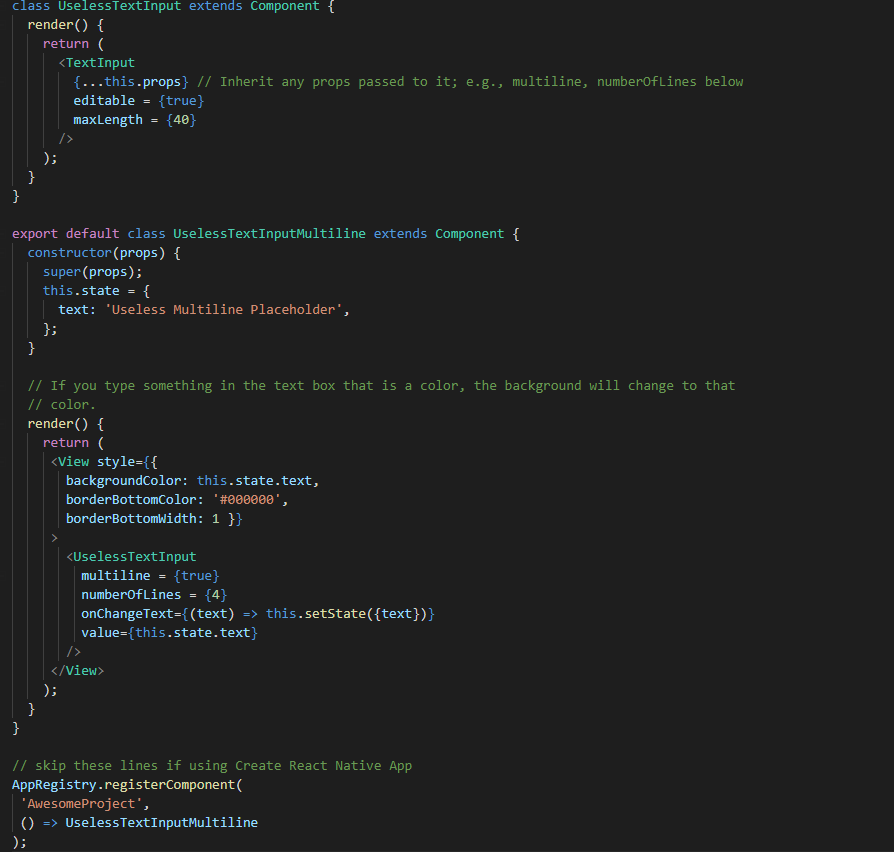 class UselessTextInput extends Component {
  render() {
    return (
      <TextInput
        {...this.props} // Inherit any props passed to it; e.g., multiline, numberOfLines below
        editable = {true}
        maxLength = {40}
      />
    );
  }
}

export default class UselessTextInputMultiline extends Component {
  constructor(props) {
    super(props);
    this.state = {
      text: 'Useless Multiline Placeholder',
    };
  }

  // If you type something in the text box that is a color, the background will change to that
  // color.
  render() {
    return (
     <View style={{
       backgroundColor: this.state.text,
       borderBottomColor: '#000000',
       borderBottomWidth: 1 }}
     >
       <UselessTextInput
         multiline = {true}
         numberOfLines = {4}
         onChangeText={(text) => this.setState({text})}
         value={this.state.text}
       />
     </View>
    );
  }
}

// skip these lines if using Create React Native App
AppRegistry.registerComponent(
 'AwesomeProject',
 () => UselessTextInputMultiline
);